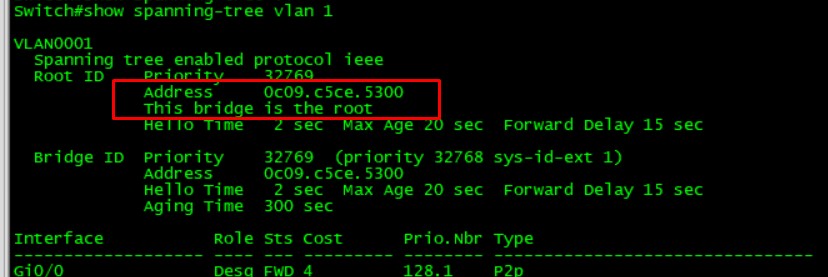 Switch#show spanning-tree vlan 1
VLAN0001
Spanning tree enabled protocol ieee
Root ID Priority 32769
Address 0c09.c5ce.5300
This bridge is the root
Hello Time 2 sec Max Age 20 sec Forward Delay 15 sec
Bridge ID Priority 32769 (priority 32768 sys-id-ext 1)
Address 0c09.c5ce.5300
Hello Time 2 sec Max Age 20 sec Forward Delay 15 sec
Aging Time 300 sec
Interface Role Sts Cost Prio.Nbr Type
------------------- ---- --- --------- -------- --------------------------------
Gi0/0 Desg FWD 4 128.1 P2p